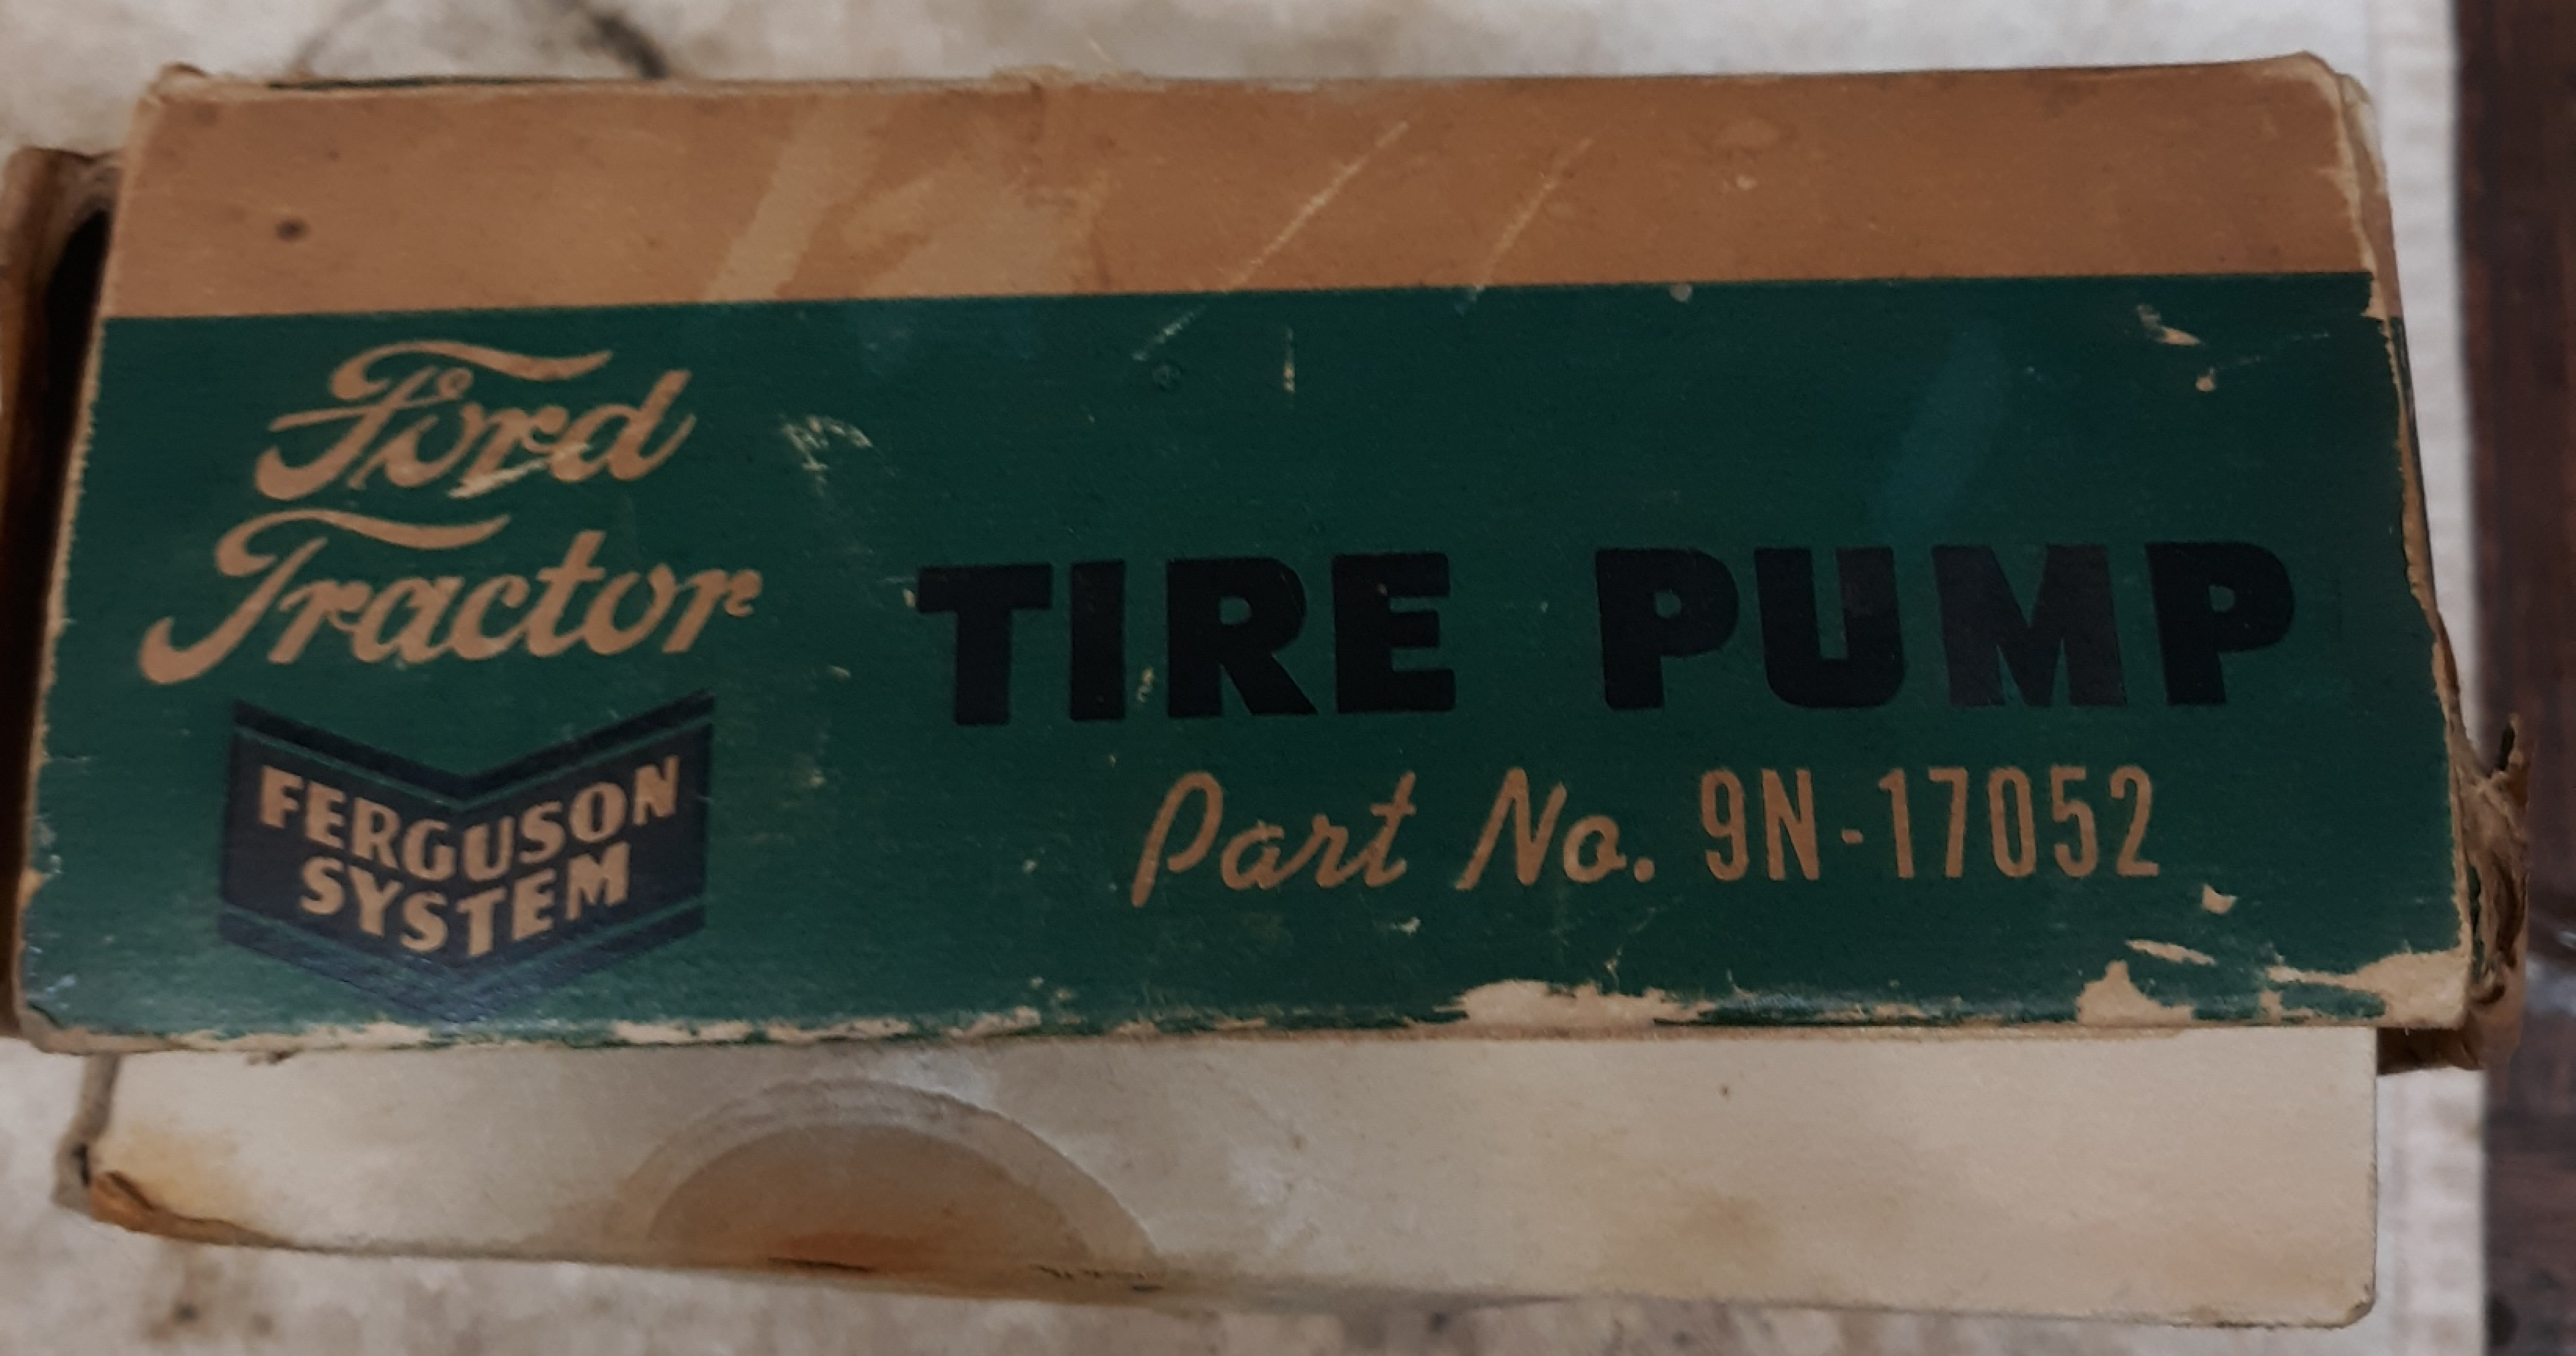 Ford
Tractor
FERGUSON
SYSTEM
TIRE PUMP
Part No. 9N-17052